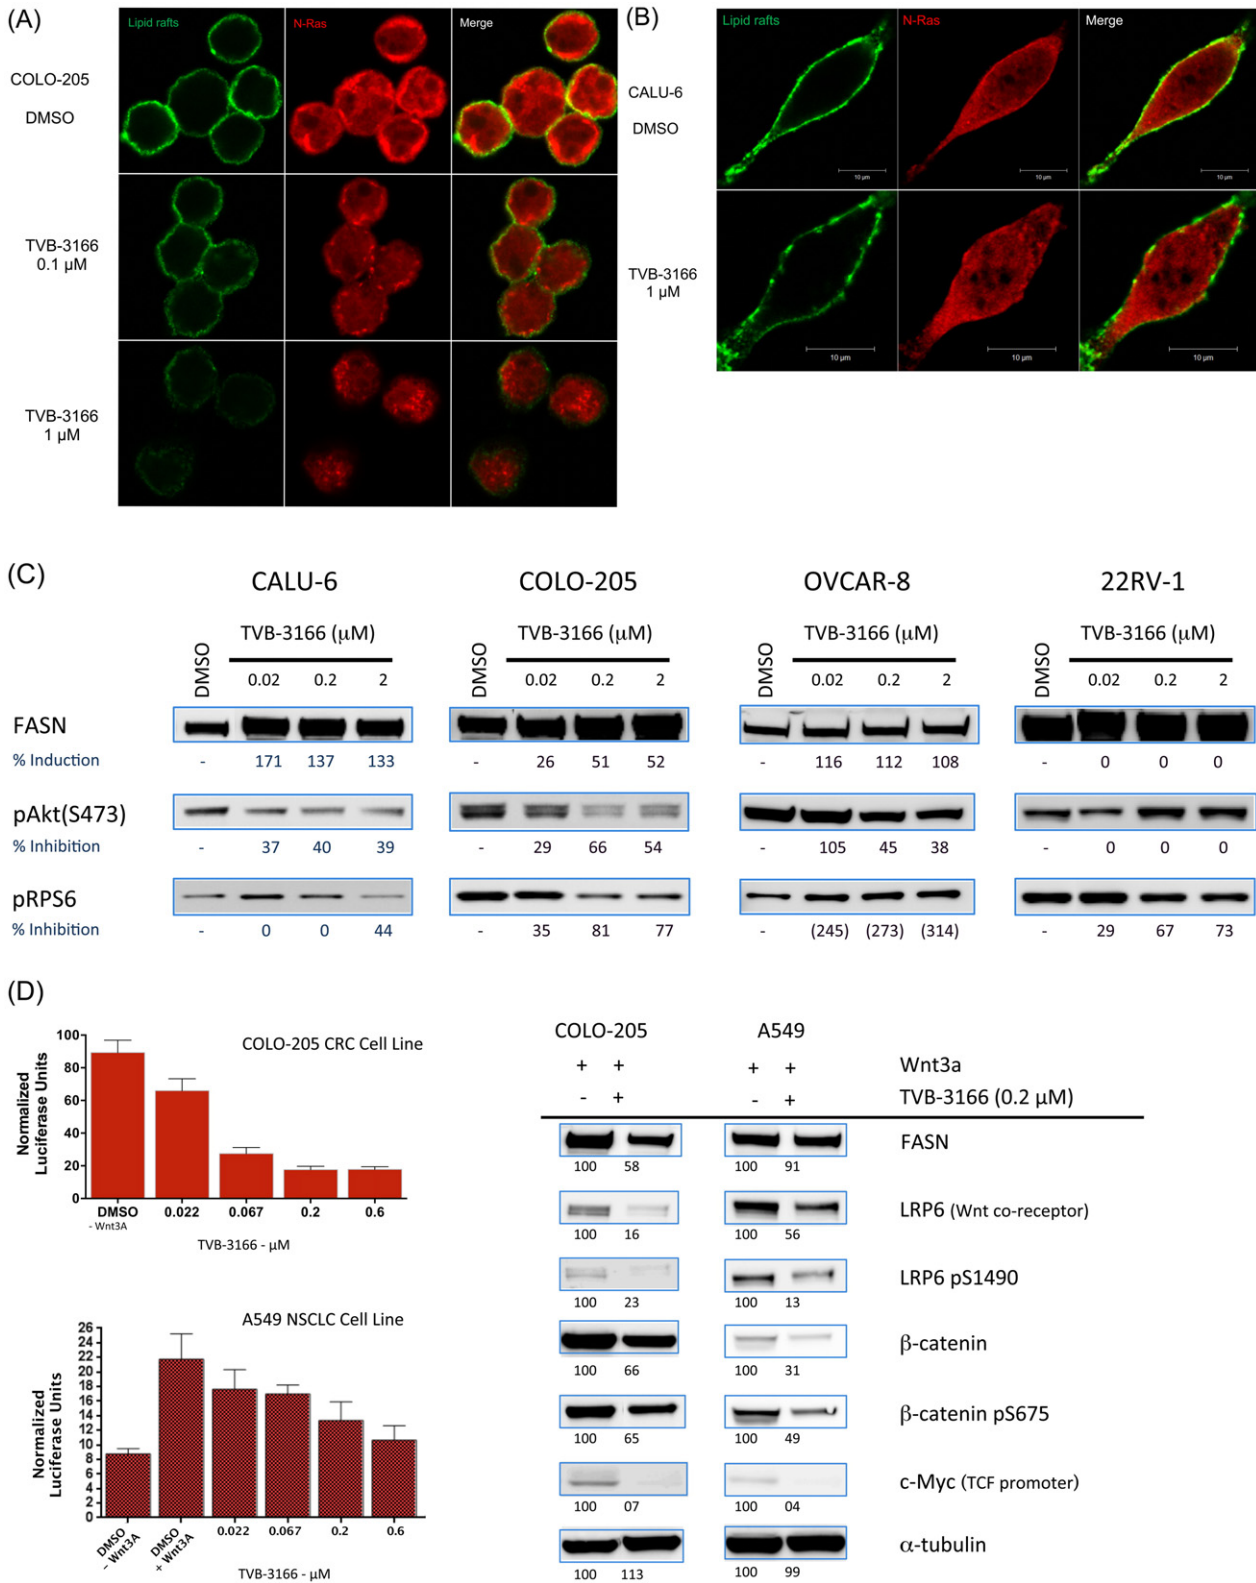 (A)
Lipid rafts N-Ras Merge
COLO-205
DMSO
TVB-3166
0.1 µM
TVB-3166
1 µM
(B)
Lipid rafts N-Ras Merge
CALU-6
DMSO
10 µm 10 µm 10 µm
TVB-3166
1 µM
10 µm 10 µm 10 µm
(C)
CALU-6 COLO-205 OVCAR-8 22RV-1
DMSO TVB-3166 (µM) DMSO TVB-3166 (µM) DMSO TVB-3166 (µM) DMSO TVB-3166 (µM)
0.02 0.2 2 0.02 0.2 2 0.02 0.2 2 0.02 0.2 2
FASN
% Induction - 171 137 133 - 26 51 52 - 116 112 108 - 0 0 0
pAkt(S473)
% Inhibition - 37 40 39 - 29 66 54 - 105 45 38 - 0 0 0
pRPS6
% Inhibition - 0 0 44 - 35 81 77 - (245) (273) (314) - 29 67 73
(D)
COLO-205 CRC Cell Line
Normalized
Luciferase Units
100
80
60
40
20
0
DMSO 0.022 0.067 0.2 0.6
- Wnt3A
TVB-3166 - µM
A549 NSCLC Cell Line
Normalized
Luciferase Units
26
24
22
20
18
16
14
12
10
8
6
4
2
0
DMSO
- Wnt3A
DMSO
+ Wnt3A
0.022 0.067 0.2 0.6
TVB-3166 - µM
COLO-205 A549
+ + + + Wnt3a
- + - + TVB-3166 (0.2 µM)
FASN
100 58 100 91
LRP6 (Wnt co-receptor)
100 16 100 56
LRP6 pS1490
100 23 100 13
β-catenin
100 66 100 31
β-catenin pS675
100 65 100 49
c-Myc (TCF promoter)
100 07 100 04
α-tubulin
100 113 100 99